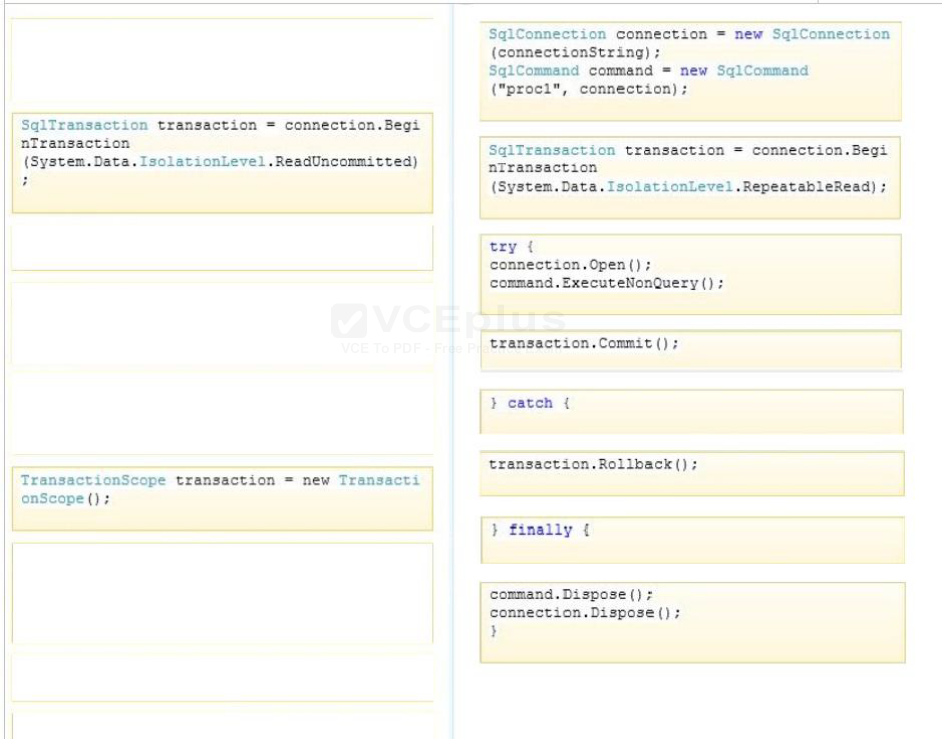 SqlTransaction transaction = connection.Begi
nTransaction
(System.Data.IsolationLevel.ReadUncommitted)
;
TransactionScope transaction = new Transacti
onScope();
SqlConnection connection = new SqlConnection
(connectionString);
SqlCommand command = new SqlCommand
("proc1", connection);
SqlTransaction transaction = connection.Begi
nTransaction
(System.Data.IsolationLevel.RepeatableRead);
try {
connection.Open();
command.ExecuteNonQuery();
transaction.Commit();
} catch {
transaction.Rollback();
} finally {
command.Dispose();
connection.Dispose();
}
VCEplus
VCE To PDF - Free